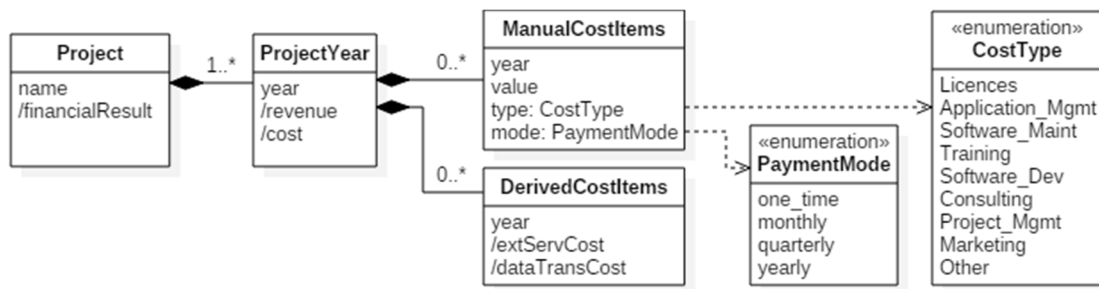 Project
name
/financialResult
1..*
ProjectYear
year
/revenue
/cost
0..*
0..*
ManualCostItems
year
value
type: CostType
mode: PaymentMode
DerivedCostItems
year
/extServCost
/dataTransCost
«enumeration»
PaymentMode
one_time
monthly
quarterly
yearly
«enumeration»
CostType
Licences
Application_Mgmt
Software_Maint
Training
Software_Dev
Consulting
Project_Mgmt
Marketing
Other